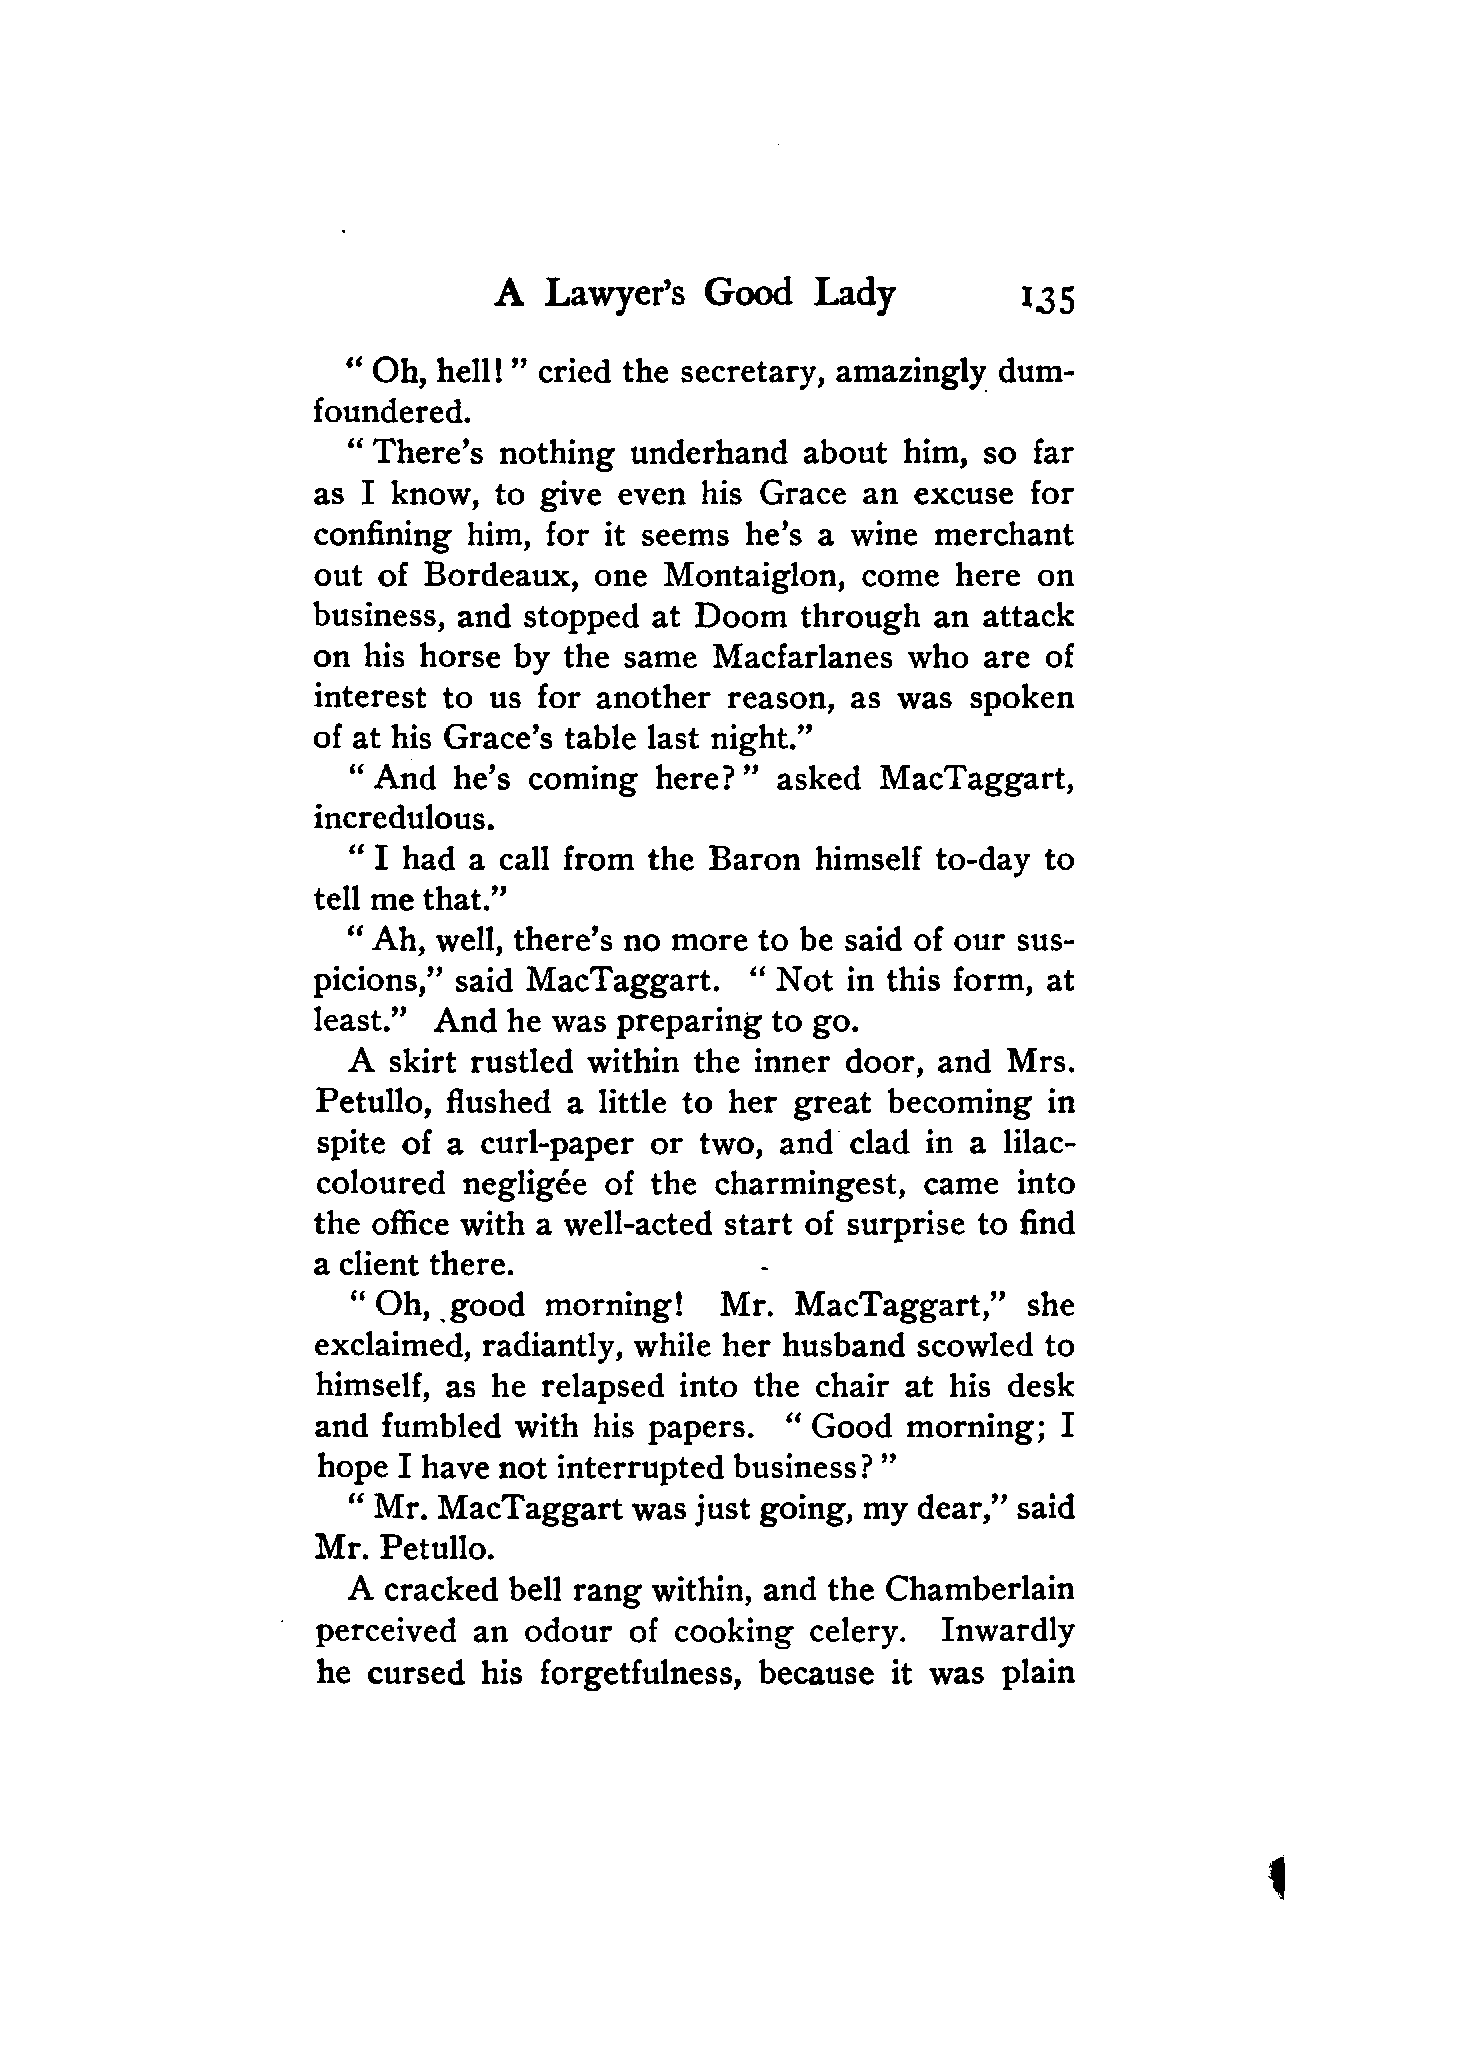 A Lawyer's Good Lady 135
" Oh, hell! " cried the secretary, amazingly dum-
foundered.
" There's nothing underhand about him, so far
as I know, to give even his Grace an excuse for
confining him, for it seems he's a wine merchant
out of Bordeaux, one Montaiglon, come here on
business, and stopped at Doom through an attack
on his horse by the same Macfarlanes who are of
interest to us for another reason, as was spoken
of at his Grace's table last night."
" And he's coming here? " asked MacTaggart,
incredulous.
" I had a call from the Baron himself to-day to
tell me that."
" Ah, well, there's no more to be said of our sus-
picions," said MacTaggart. " Not in this form, at
least." And he was preparing to go.
A skirt rustled within the inner door, and Mrs.
Petullo, flushed a little to her great becoming in
spite of a curl-paper or two, and clad in a lilac-
coloured negligée of the charmingest, came into
the office with a well-acted start of surprise to find
a client there.
" Oh, good morning! Mr. MacTaggart," she
exclaimed, radiantly, while her husband scowled to
himself, as he relapsed into the chair at his desk
and fumbled with his papers. " Good morning; I
hope I have not interrupted business? "
" Mr. MacTaggart was just going, my dear," said
Mr. Petullo.
A cracked bell rang within, and the Chamberlain
perceived an odour of cooking celery. Inwardly
he cursed his forgetfulness, because it was plain